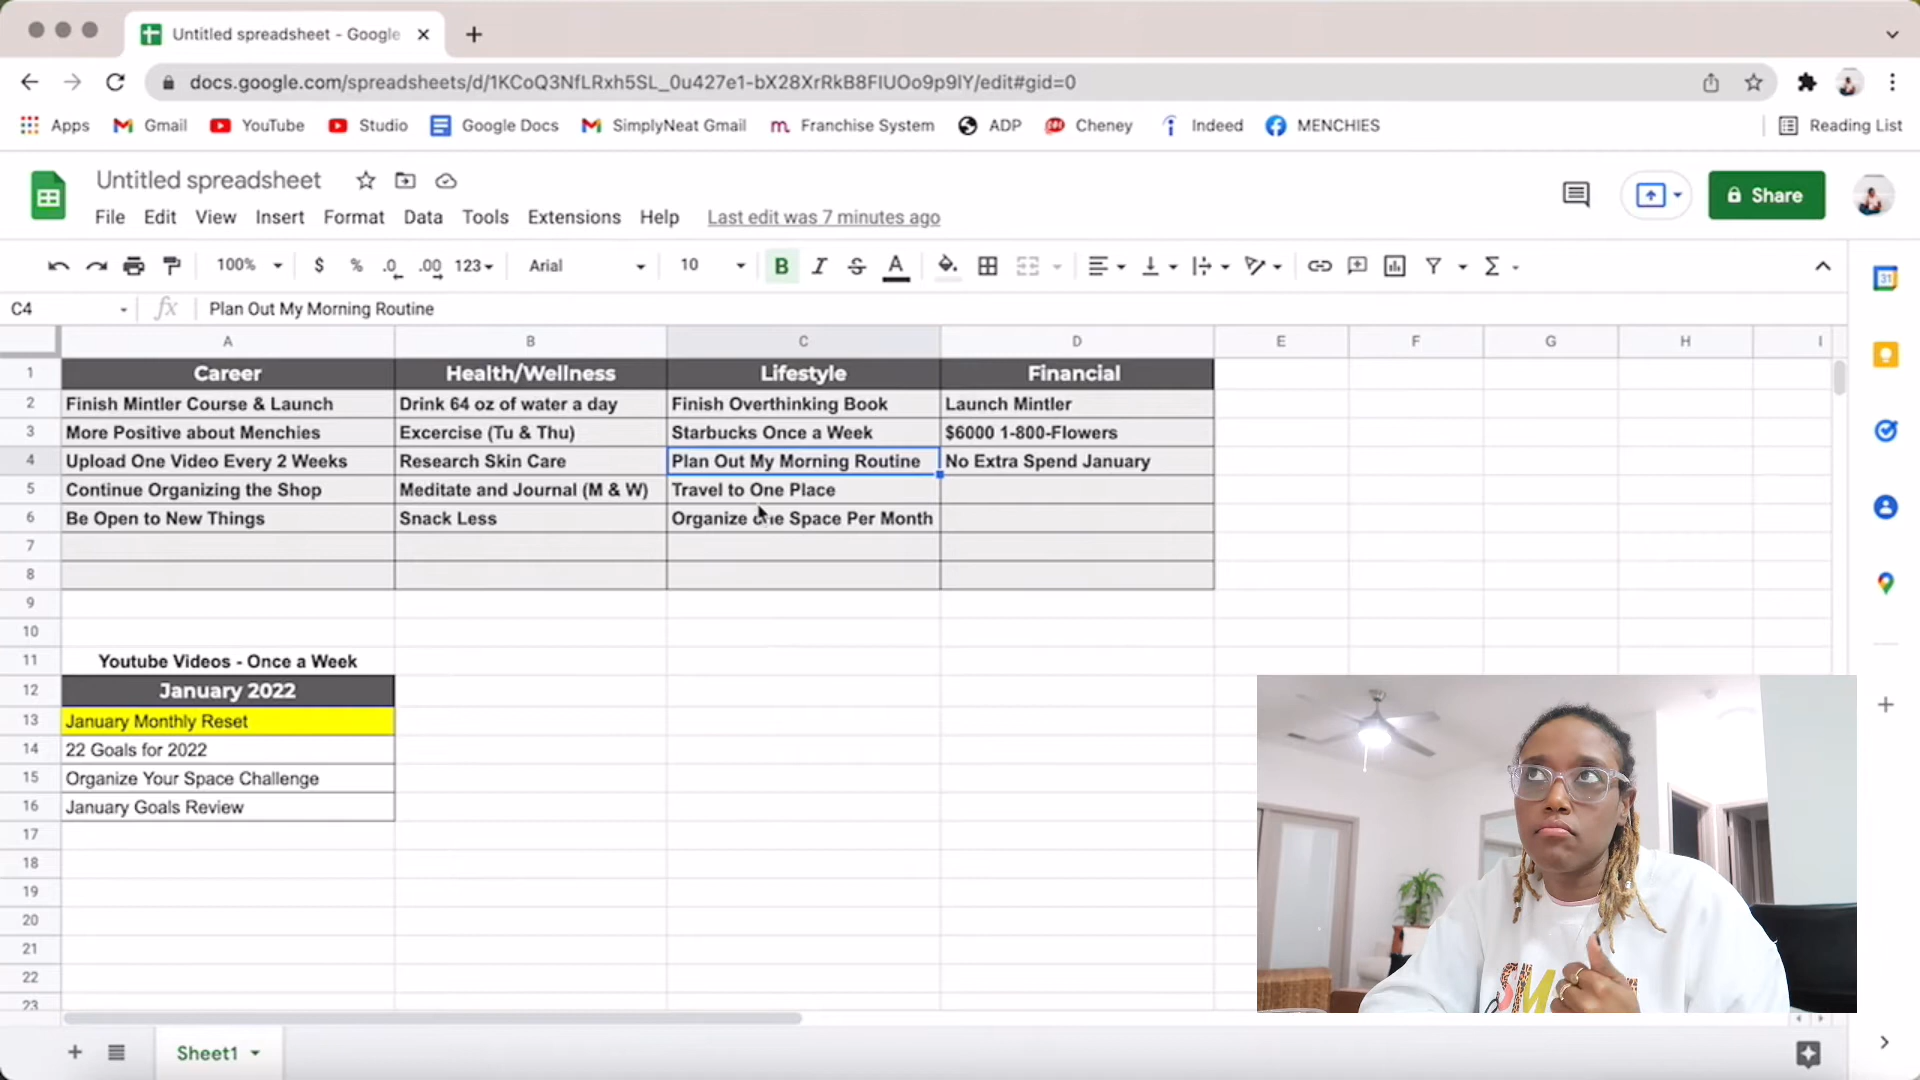 Untitled spreadsheet - Google
docs.google.com/spreadsheets/d/1KCoQ3NfLRxh5SL_0u427e1-bX28XrRkB8FIUOo9p9lY/edit#gid=0
Apps Gmail YouTube Studio Google Docs SimplyNeat Gmail Franchise System ADP Cheney Indeed MENCHIES Reading List
Untitled spreadsheet
File Edit View Insert Format Data Tools Extensions Help Last edit was 7 minutes ago
Share
100% $ % .0 .00 123 Arial 10 B I S A
31
C4 fx Plan Out My Morning Routine
A B C D E F G H I
1 Career Health/Wellness Lifestyle Financial
2 Finish Mintler Course & Launch Drink 64 oz of water a day Finish Overthinking Book Launch Mintler
3 More Positive about Menchies Excercise (Tu & Thu) Starbucks Once a Week $6000 1-800-Flowers
4 Upload One Video Every 2 Weeks Research Skin Care Plan Out My Morning Routine No Extra Spend January
5 Continue Organizing the Shop Meditate and Journal (M & W) Travel to One Place
6 Be Open to New Things Snack Less Organize one Space Per Month
7
8
9
10
11 Youtube Videos - Once a Week
12 January 2022
13 January Monthly Reset
14 22 Goals for 2022
15 Organize Your Space Challenge
16 January Goals Review
17
18
19
20
21
22
23
Sheet1